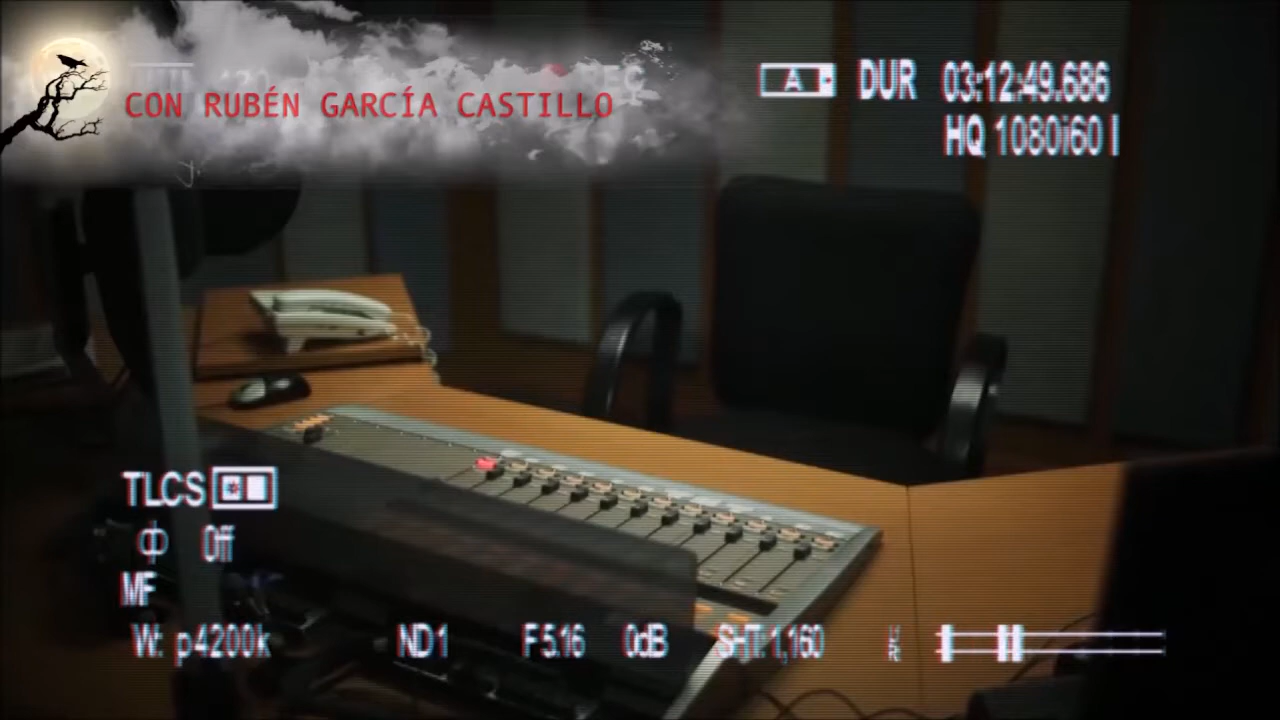 CON RUBÉN GARCÍA CASTILLO
A DUR 03:12:49.686
HQ 1080i60
TLCS
Off
MF
W: p4200k ND1 F5.16 0dB SHT: 1,160